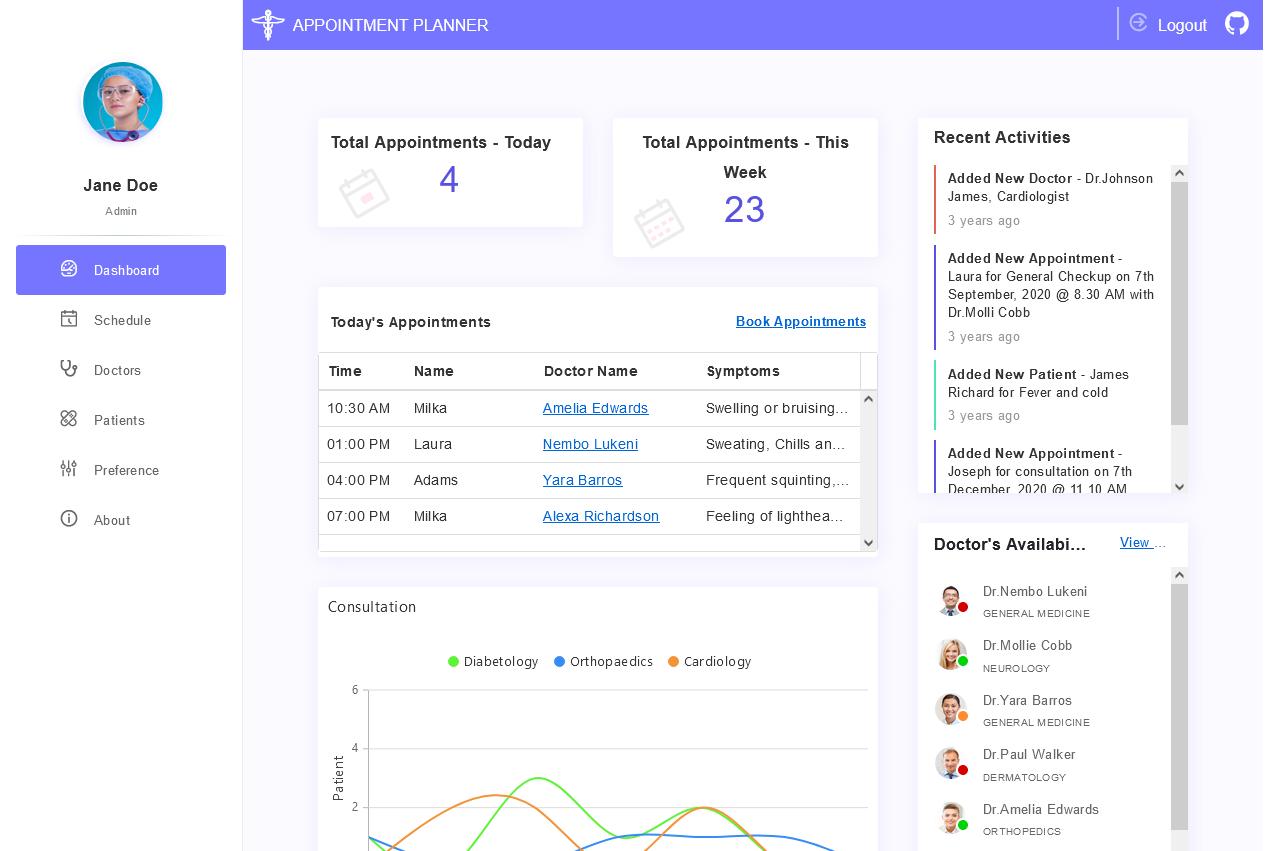 APPOINTMENT PLANNER
Logout
Jane Doe
Admin
Dashboard
Schedule
Doctors
Patients
Preference
About
Total Appointments - Today
4
Total Appointments - This
Week
23
Today's Appointments
Book Appointments
Time Name Doctor Name Symptoms
10:30 AM Milka Amelia Edwards Swelling or bruising...
01:00 PM Laura Nembo Lukeni Sweating, Chills an...
04:00 PM Adams Yara Barros Frequent squinting,...
07:00 PM Milka Alexa Richardson Feeling of lighthea...
Consultation
Diabetology Orthopaedics Cardiology
Patient
6
4
2
Recent Activities
Added New Doctor - Dr.Johnson
James, Cardiologist
3 years ago
Added New Appointment -
Laura for General Checkup on 7th
September, 2020 @ 8.30 AM with
Dr.Molli Cobb
3 years ago
Added New Patient - James
Richard for Fever and cold
3 years ago
Added New Appointment -
Joseph for consultation on 7th
December, 2020 @ 11.10 AM
Doctor's Availabi...
View ...
Dr.Nembo Lukeni
GENERAL MEDICINE
Dr.Mollie Cobb
NEUROLOGY
Dr.Yara Barros
GENERAL MEDICINE
Dr.Paul Walker
DERMATOLOGY
Dr.Amelia Edwards
ORTHOPEDICS